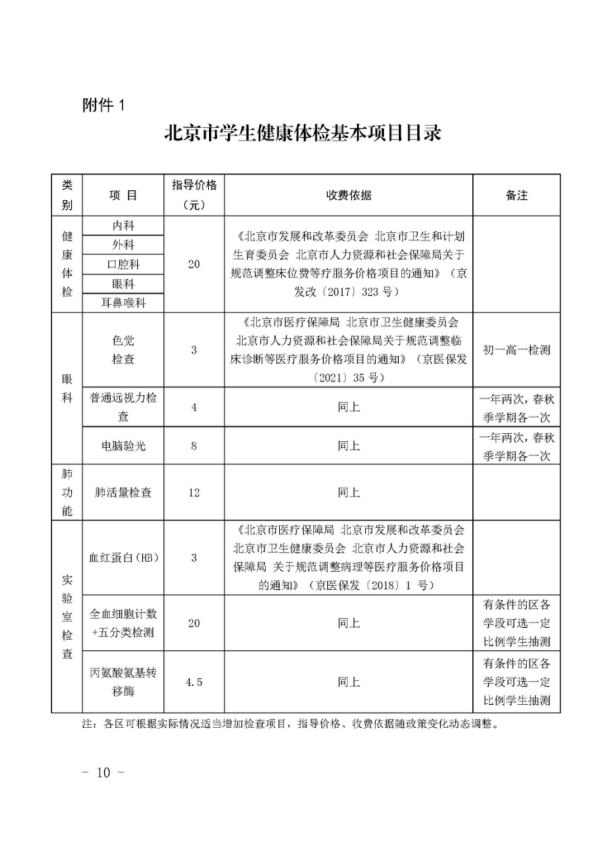 附件 1
北京市学生健康体检基本项目目录
类
别
项 目
指导价格
（元）
收费依据
备注
健
康
体
检
内科
外科
口腔科
眼科
耳鼻喉科
20
《北京市发展和改革委员会 北京市卫生和计划
生育委员会 北京市人力资源和社会保障局关于
规范调整床位费等疗服务价格项目的通知》（京
发改〔2017〕323 号）
眼
科
色觉
检查
3
《北京市医疗保障局 北京市卫生健康委员会
北京市人力资源和社会保障局关于规范调整临
床诊断等医疗服务价格项目的通知》（京医保发
〔2021〕35 号）
初一高一检测
普通远视力检
查
4
同上
一年两次，春秋
季学期各一次
电脑验光
8
同上
一年两次，春秋
季学期各一次
肺
功
能
肺活量检查
12
同上
实
验
室
检
查
血红蛋白(HB)
3
《北京市医疗保障局 北京市发展和改革委员会
北京市卫生健康委员会 北京市人力资源和社会
保障局 关于规范调整病理等医疗服务价格项目
的通知》（京医保发〔2018〕1 号）
全血细胞计数
+五分类检测
20
同上
有条件的区各
学段可选一定
比例学生抽测
丙氨酸氨基转
移酶
4.5
同上
有条件的区各
学段可选一定
比例学生抽测
注：各区可根据实际情况适当增加检查项目，指导价格、收费依据随政策变化动态调整。
- 10 -